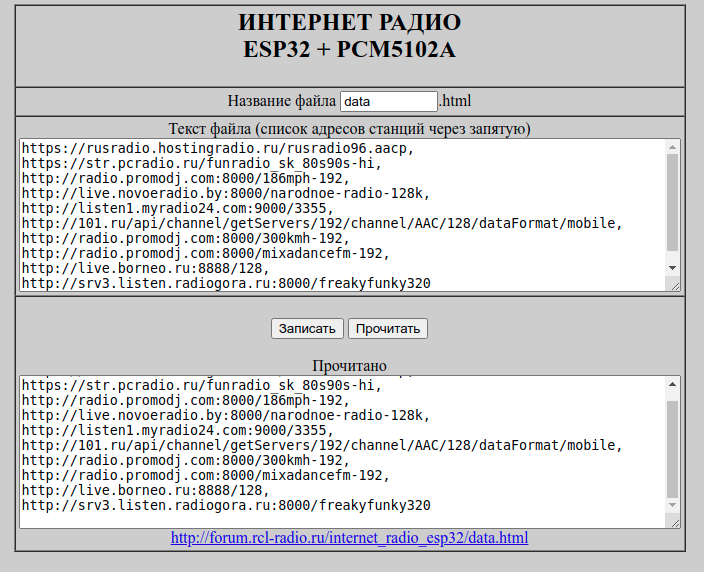 ИНТЕРНЕТ РАДИО
ESP32 + PCM5102A
Название файла data .html
Текст файла (список адресов станций через запятую)
https://rusradio.hostingradio.ru/rusradio96.aacp,
https://str.pcradio.ru/funradio_sk_80s90s-hi,
http://radio.promodj.com:8000/186mph-192,
http://live.novoeradio.by:8000/narodnoe-radio-128k,
http://listen1.myradio24.com:9000/3355,
http://101.ru/api/channel/getServers/192/channel/AAC/128/dataFormat/mobile,
http://radio.promodj.com:8000/300kmh-192,
http://radio.promodj.com:8000/mixadancefm-192,
http://live.borneo.ru:8888/128,
http://srv3.listen.radiogora.ru:8000/freakyfunky320
Записать Прочитать
Прочитано
https://str.pcradio.ru/funradio_sk_80s90s-hi,
http://radio.promodj.com:8000/186mph-192,
http://live.novoeradio.by:8000/narodnoe-radio-128k,
http://listen1.myradio24.com:9000/3355,
http://101.ru/api/channel/getServers/192/channel/AAC/128/dataFormat/mobile,
http://radio.promodj.com:8000/300kmh-192,
http://radio.promodj.com:8000/mixadancefm-192,
http://live.borneo.ru:8888/128,
http://srv3.listen.radiogora.ru:8000/freakyfunky320
http://forum.rcl-radio.ru/internet_radio_esp32/data.html